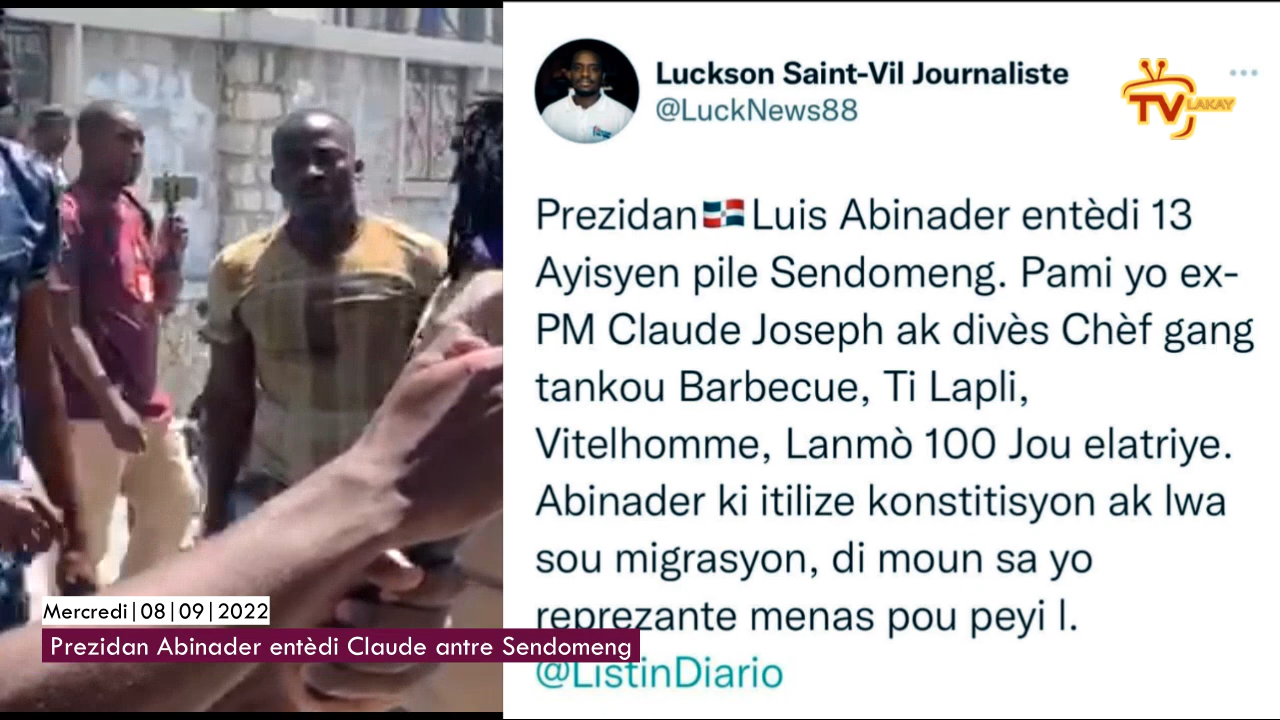 Luckson Saint-Vil Journaliste
@LuckNews88
TV LAKAY
Prezidan🇩🇴Luis Abinader entèdi 13
Ayisyen pile Sendomeng. Pami yo ex-
PM Claude Joseph ak divès Chèf gang
tankou Barbecue, Ti Lapli,
Vitelhomme, Lanmò 100 Jou elatriye.
Abinader ki itilize konstitisyon ak lwa
sou migrasyon, di moun sa yo
reprezante menas pou peyi l.
@ListinDiario
Mercredi|08|09|2022
Prezidan Abinader entèdi Claude antre Sendomeng